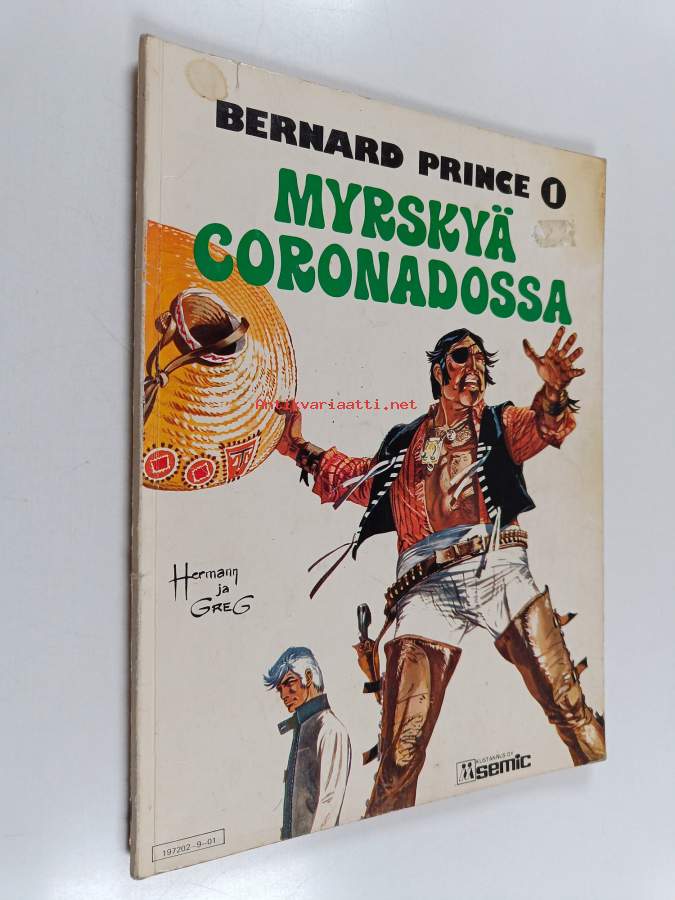 BERNARD PRINCE 1
MYRSKYÄ
CORONADOSSA
Antikvariaatti.net
Hermann
ja
GREG
KUSTANNUS OY
semic
197202-9-01